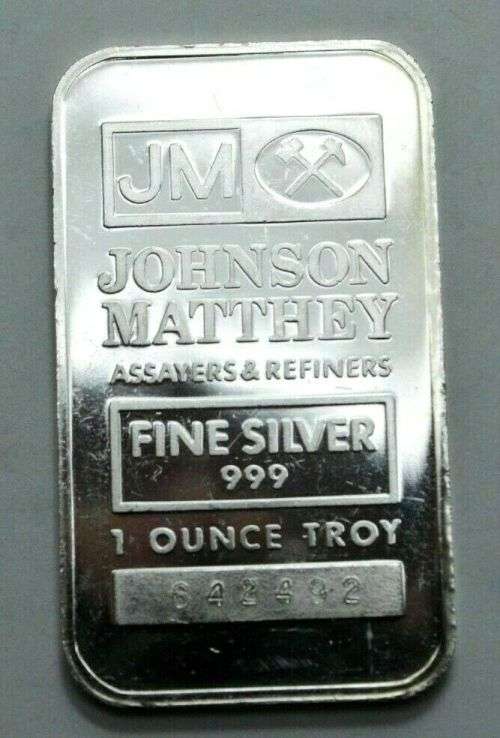 JM
JOHNSON
MATTHEY
ASSAYERS & REFINERS
FINE SILVER
999
1 OUNCE TROY
642492